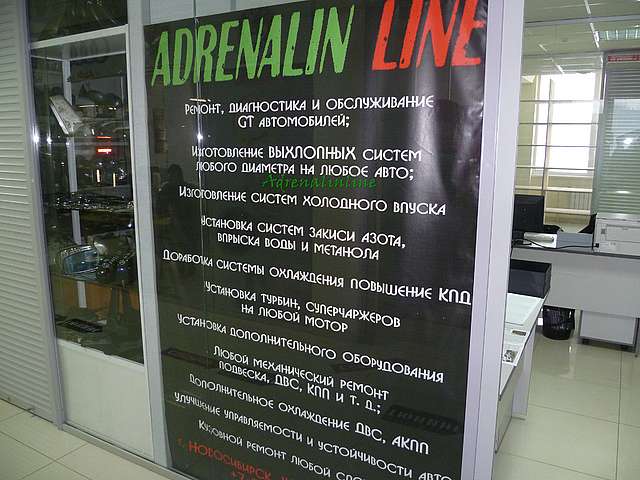 ADRENALIN LINE
РЕМОНТ, ДИАГНОСТИКА И ОБСЛУЖИВАНИЕ
GT АВТОМОБИЛЕЙ;
ИЗГОТОВЛЕНИЕ ВЫХЛОПНЫХ СИСТЕМ
ЛЮБОГО ДИАМЕТРА НА ЛЮБОЕ АВТО;
Adrenalinline
ИЗГОТОВЛЕНИЕ СИСТЕМ ХОЛОДНОГО ВПУСКА
УСТАНОВКА СИСТЕМ ЗАКИСИ АЗОТА,
ВПРЫСКА ВОДЫ И МЕТАНОЛА
ДОРАБОТКА СИСТЕМЫ ОХЛАЖДЕНИЯ ПОВЫШЕНИЕ КПД
УСТАНОВКА ТУРБИН, СУПЕРЧАРЖЕРОВ
НА ЛЮБОЙ МОТОР
УСТАНОВКА ДОПОЛНИТЕЛЬНОГО ОБОРУДОВАНИЯ
ЛЮБОЙ МЕХАНИЧЕСКИЙ РЕМОНТ
ПОДВЕСКА, ДВС, КПП И Т. Д.;
ДОПОЛНИТЕЛЬНОЕ ОХЛАЖДЕНИЕ ДВС, АКПП
УЛУЧШЕНИЕ УПРАВЛЯЕМОСТИ И УСТОЙЧИВОСТИ АВТО
КУЗОВНОЙ РЕМОНТ ЛЮБОЙ
Г. НОВОСИБИРСК
+7